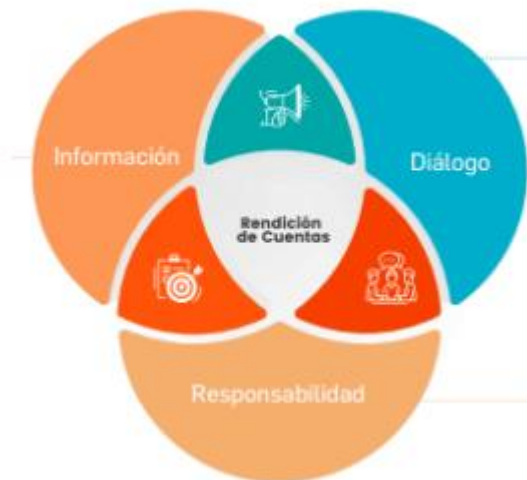 Información
Diálogo
Rendición
de Cuentas
Responsabilidad